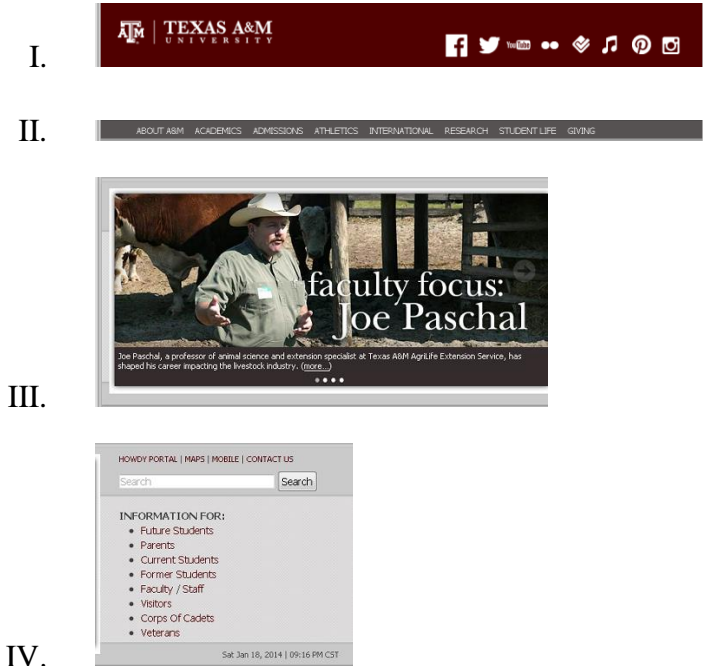 I.
TEXAS A&M
UNIVERSITY
You Tube
II.
ABOUT A&M ACADEMICS ADMISSIONS ATHLETICS INTERNATIONAL RESEARCH STUDENT LIFE GIVING
III.
faculty focus:
Joe Paschal
Joe Paschal, a professor of animal science and extension specialist at Texas A&M AgriLife Extension Service, has
shaped his career impacting the livestock industry. (more...)
IV.
HOWDY PORTAL | MAPS | MOBILE | CONTACT US
Search Search
INFORMATION FOR:
• Future Students
• Parents
• Current Students
• Former Students
• Faculty / Staff
• Visitors
• Corps Of Cadets
• Veterans
Sat Jan 18, 2014 | 09:16 PM CST